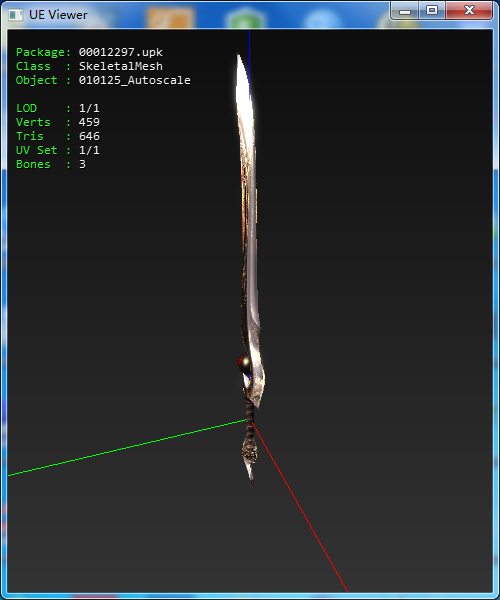 UE Viewer
Package: 00012297.upk
Class  : SkeletalMesh
Object : 010125_Autoscale
LOD    : 1/1
Verts  : 459
Tris   : 646
UV Set : 1/1
Bones  : 3